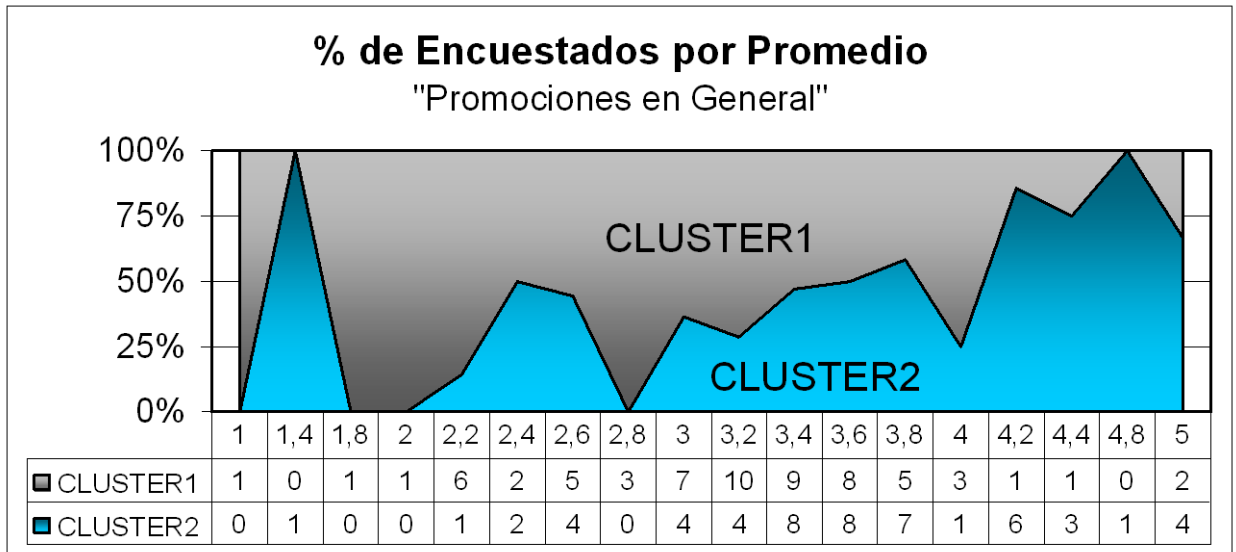 % de Encuestados por Promedio
"Promociones en General"
100%
75%
50%
25%
0%
CLUSTER1
CLUSTER2
1 1,4 1,8 2 2,2 2,4 2,6 2,8 3 3,2 3,4 3,6 3,8 4 4,2 4,4 4,8 5
CLUSTER1 1 0 1 1 6 2 5 3 7 10 9 8 5 3 1 1 0 2
CLUSTER2 0 1 0 0 1 2 4 0 4 4 8 8 7 1 6 3 1 4